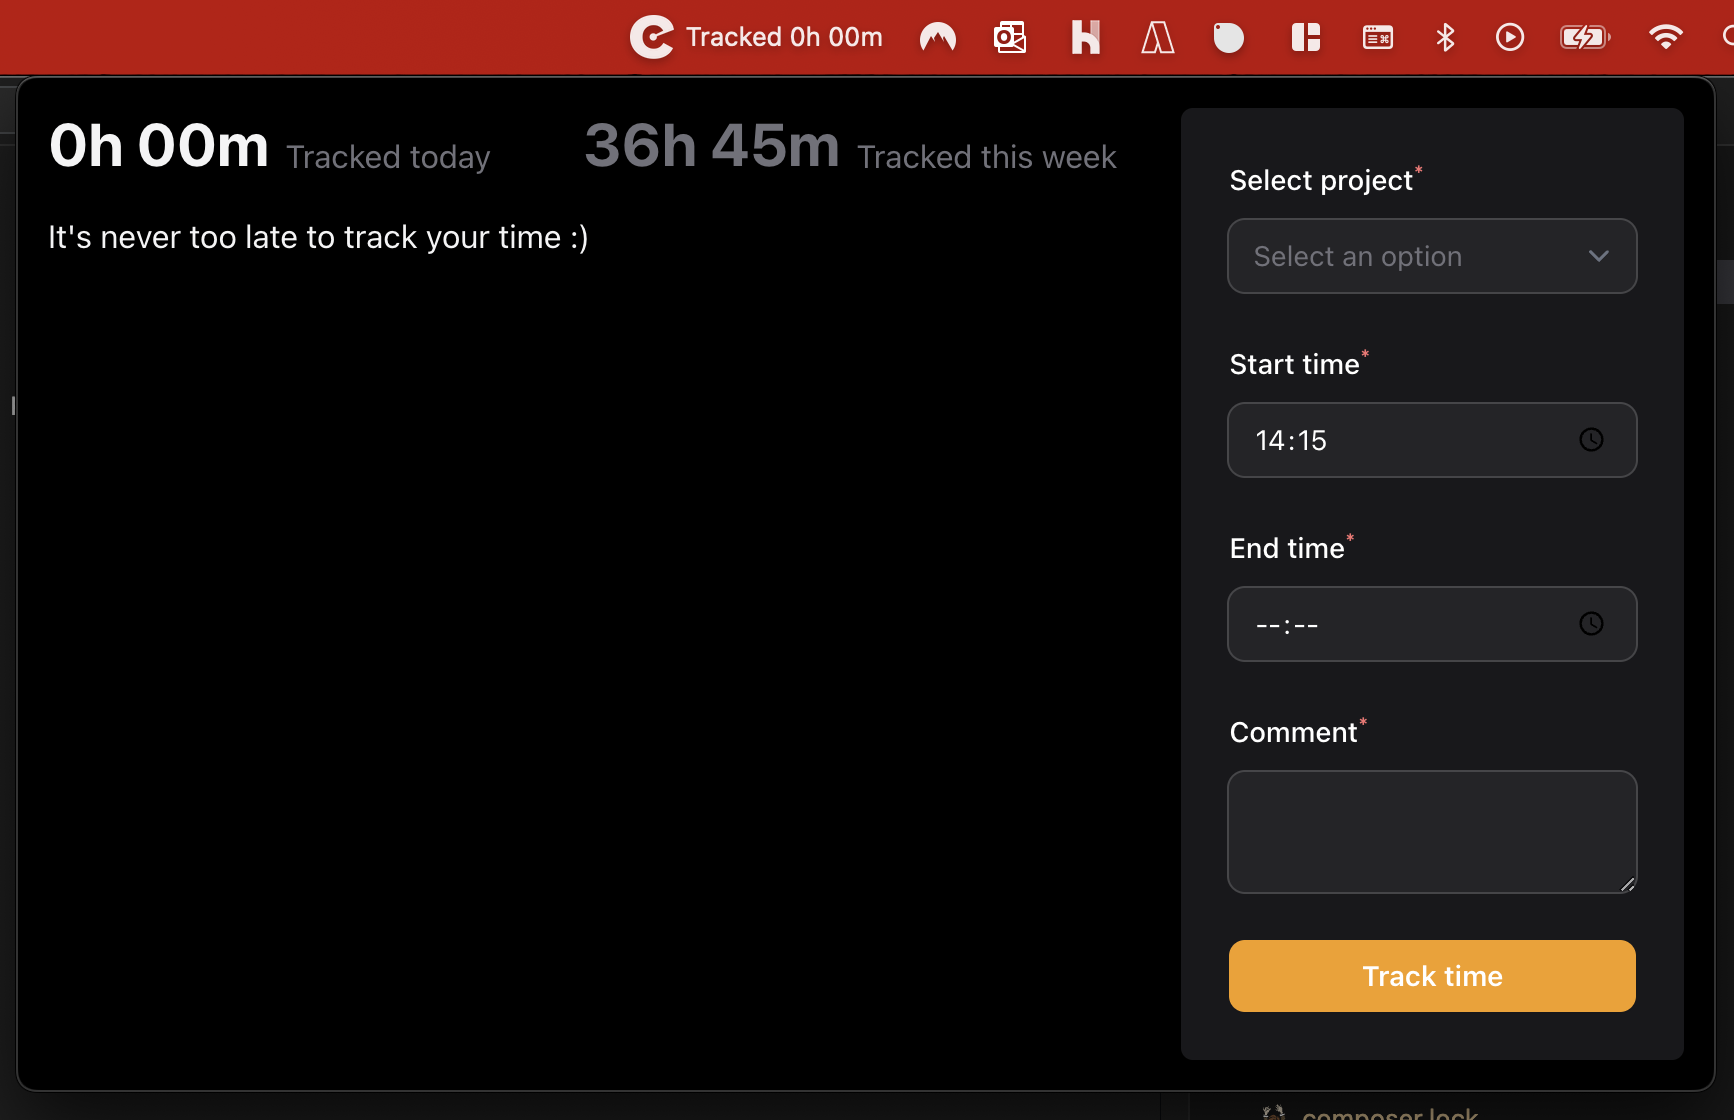 Tracked 0h 00m
0h 00m Tracked today
36h 45m Tracked this week
It's never too late to track your time :)
Select project*
Select an option
Start time*
14:15
End time*
--:--
Comment*
Track time
composer.lock